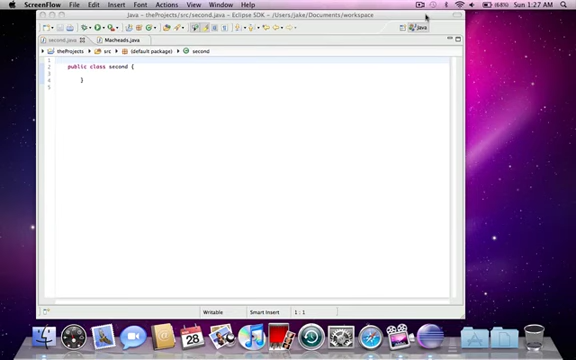 ScreenFlow File Edit Insert Font Actions View Window Help (68%) Sun 1:27 AM
Java – theProjects/src/second.java – Eclipse SDK – /Users/jake/Documents/workspace
Java
second.java Macheads.java
theProjects src (default package) second
1
2 public class second {
3
4 }
5
Writable Smart Insert 1 : 1
28